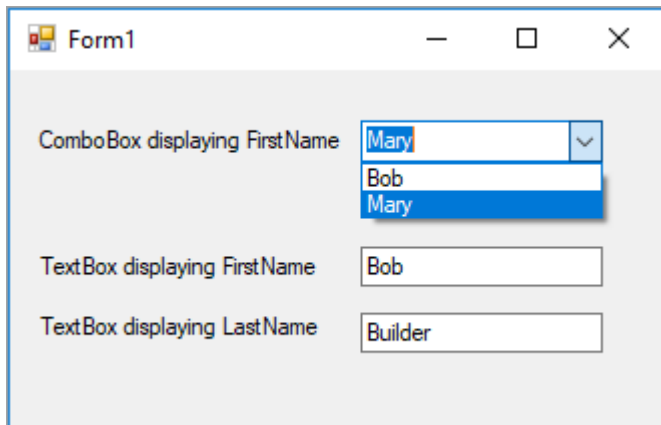 Form1
ComboBox displaying FirstName Mary
Bob
Mary
TextBox displaying FirstName Bob
TextBox displaying LastName Builder